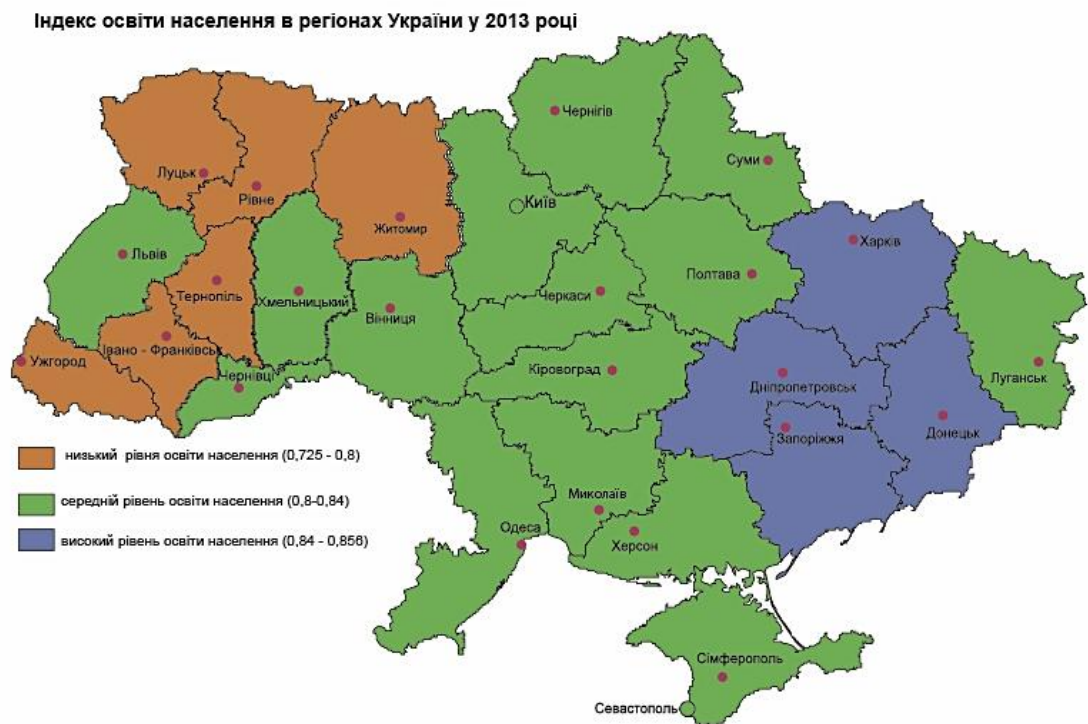 Індекс освіти населення в регіонах України у 2013 році
Чернігів
Суми
Луцьк
Рівне
Київ
Житомир
Харків
Львів
Полтава
Тернопіль
Хмельницький
Черкаси
Вінниця
Івано - Франківськ
Ужгород
Кіровоград
Луганськ
Чернівці
Дніпропетровськ
Донецьк
Запоріжжя
низький рівня освіти населення (0,725 - 0,8)
середній рівень освіти населення (0,8-0,84)
Миколаїв
Одеса
високий рівень освіти населення (0,84 - 0,856)
Херсон
Сімферополь
Севастополь